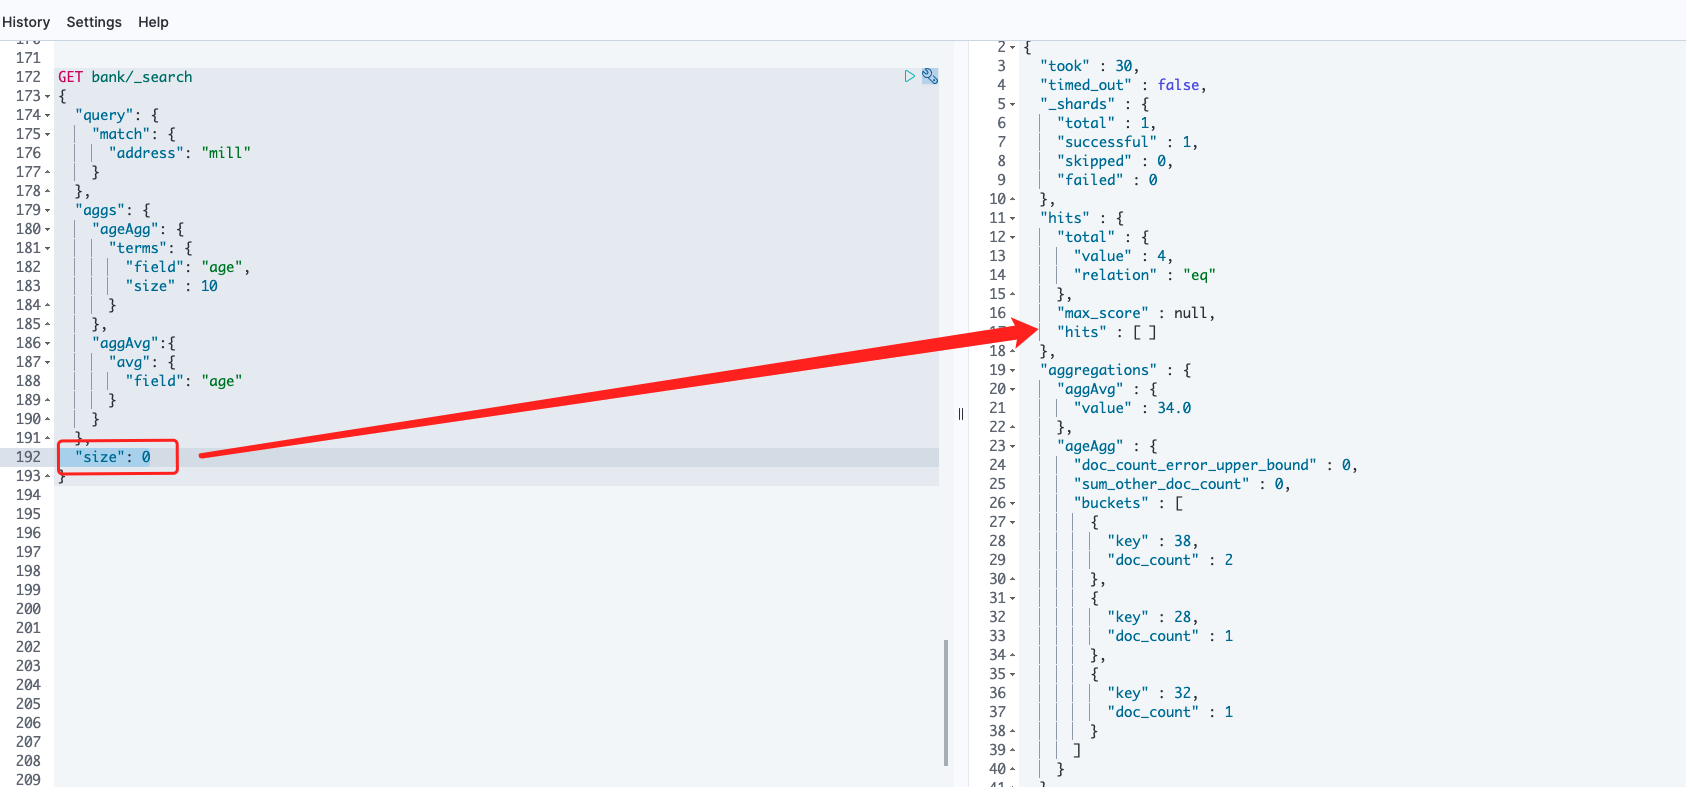 History Settings Help
171
172 GET bank/_search
173 {
174 "query": {
175 "match": {
176 "address": "mill"
177 }
178 },
179 "aggs": {
180 "ageAgg": {
181 "terms": {
182 "field": "age",
183 "size" : 10
184 }
185 },
186 "aggAvg":{
187 "avg": {
188 "field": "age"
189 }
190 }
191 },
192 "size": 0
193 }
194
195
196
197
198
199
200
201
202
203
204
205
206
207
208
209
2 {
3 "took" : 30,
4 "timed_out" : false,
5 "_shards" : {
6 "total" : 1,
7 "successful" : 1,
8 "skipped" : 0,
9 "failed" : 0
10 },
11 "hits" : {
12 "total" : {
13 "value" : 4,
14 "relation" : "eq"
15 },
16 "max_score" : null,
17 "hits" : [ ]
18 },
19 "aggregations" : {
20 "aggAvg" : {
21 "value" : 34.0
22 },
23 "ageAgg" : {
24 "doc_count_error_upper_bound" : 0,
25 "sum_other_doc_count" : 0,
26 "buckets" : [
27 {
28 "key" : 38,
29 "doc_count" : 2
30 },
31 {
32 "key" : 28,
33 "doc_count" : 1
34 },
35 {
36 "key" : 32,
37 "doc_count" : 1
38 }
39 ]
40 }